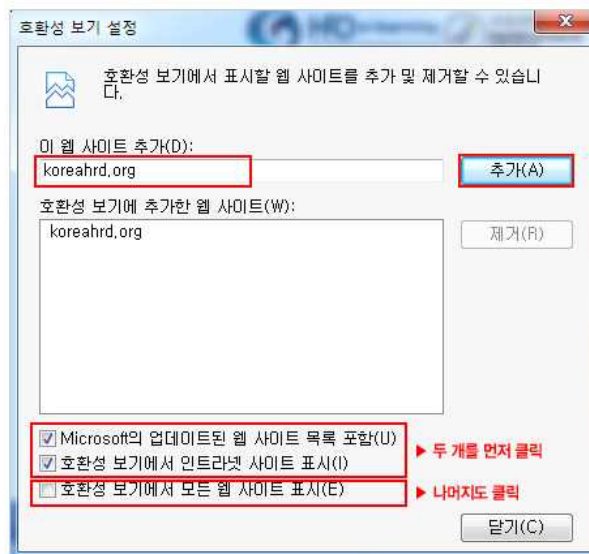 호환성 보기 설정
호환성 보기에서 표시할 웹 사이트를 추가 및 제거할 수 있습니
다.
이 웹 사이트 추가(D):
koreahrd.org
추가(A)
호환성 보기에 추가한 웹 사이트(W):
koreahrd.org
제거(R)
Microsoft의 업데이트된 웹 사이트 목록 포함(U)
호환성 보기에서 인트라넷 사이트 표시(I)
▶ 두 개를 먼저 클릭
호환성 보기에서 모든 웹 사이트 표시(E)
▶ 나머지도 클릭
닫기(C)